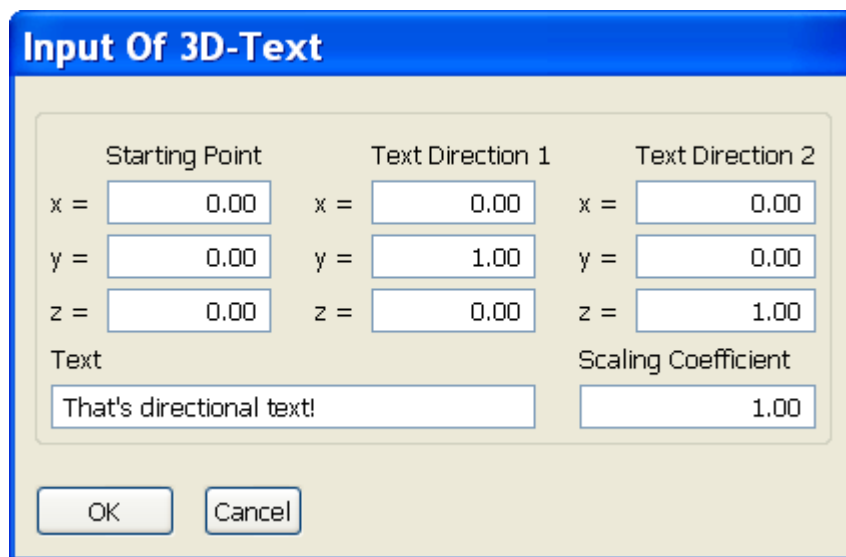 Input Of 3D-Text
Starting Point Text Direction 1 Text Direction 2
x = 0.00 x = 0.00 x = 0.00
y = 0.00 y = 1.00 y = 0.00
z = 0.00 z = 0.00 z = 1.00
Text Scaling Coefficient
That's directional text! 1.00
OK Cancel